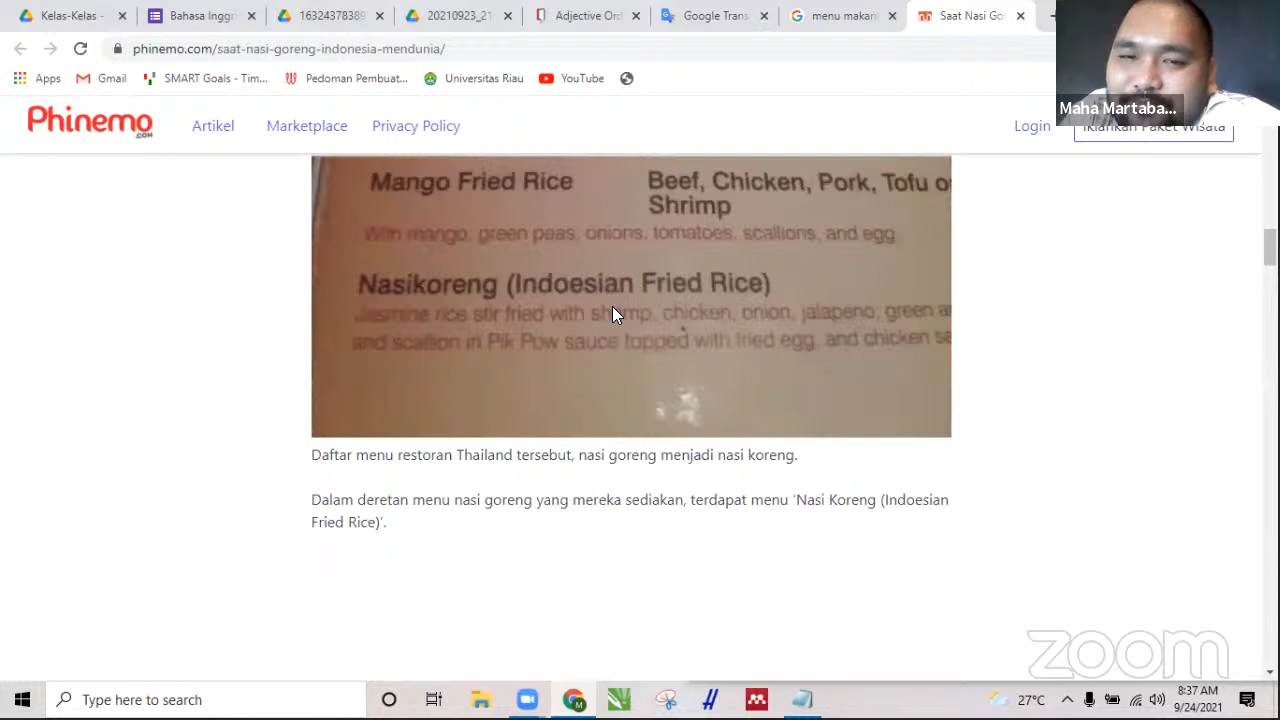 Kelas-Kelas -
Bahasa Inggi
16324378389
20210923_21
Adjective Ord
Google Trans
menu makan
Saat Nasi Go
phinemo.com/saat-nasi-goreng-indonesia-mendunia/
Apps
Gmail
SMART Goals - Tim...
Pedoman Pembuat...
Universitas Riau
YouTube
Maha Martaba...
Phinemo
.COM
Artikel
Marketplace
Privacy Policy
Login
Iklankan Paket Wisata
Mango Fried Rice
Beef, Chicken, Pork, Tofu o
Shrimp
With mango, green peas, onions, tomatoes, scallions, and egg
Nasikoreng (Indoesian Fried Rice)
Jasmine rice stir fried with shrimp, chicken, onion, jalapeno, green
and scallion in Pik Pow sauce topped with fried egg, and chicken
Daftar menu restoran Thailand tersebut, nasi goreng menjadi nasi koreng.
Dalam deretan menu nasi goreng yang mereka sediakan, terdapat menu ‘Nasi Koreng (Indoesian
Fried Rice)’.
zoom
Type here to search
27°C
8:37 AM
9/24/2021